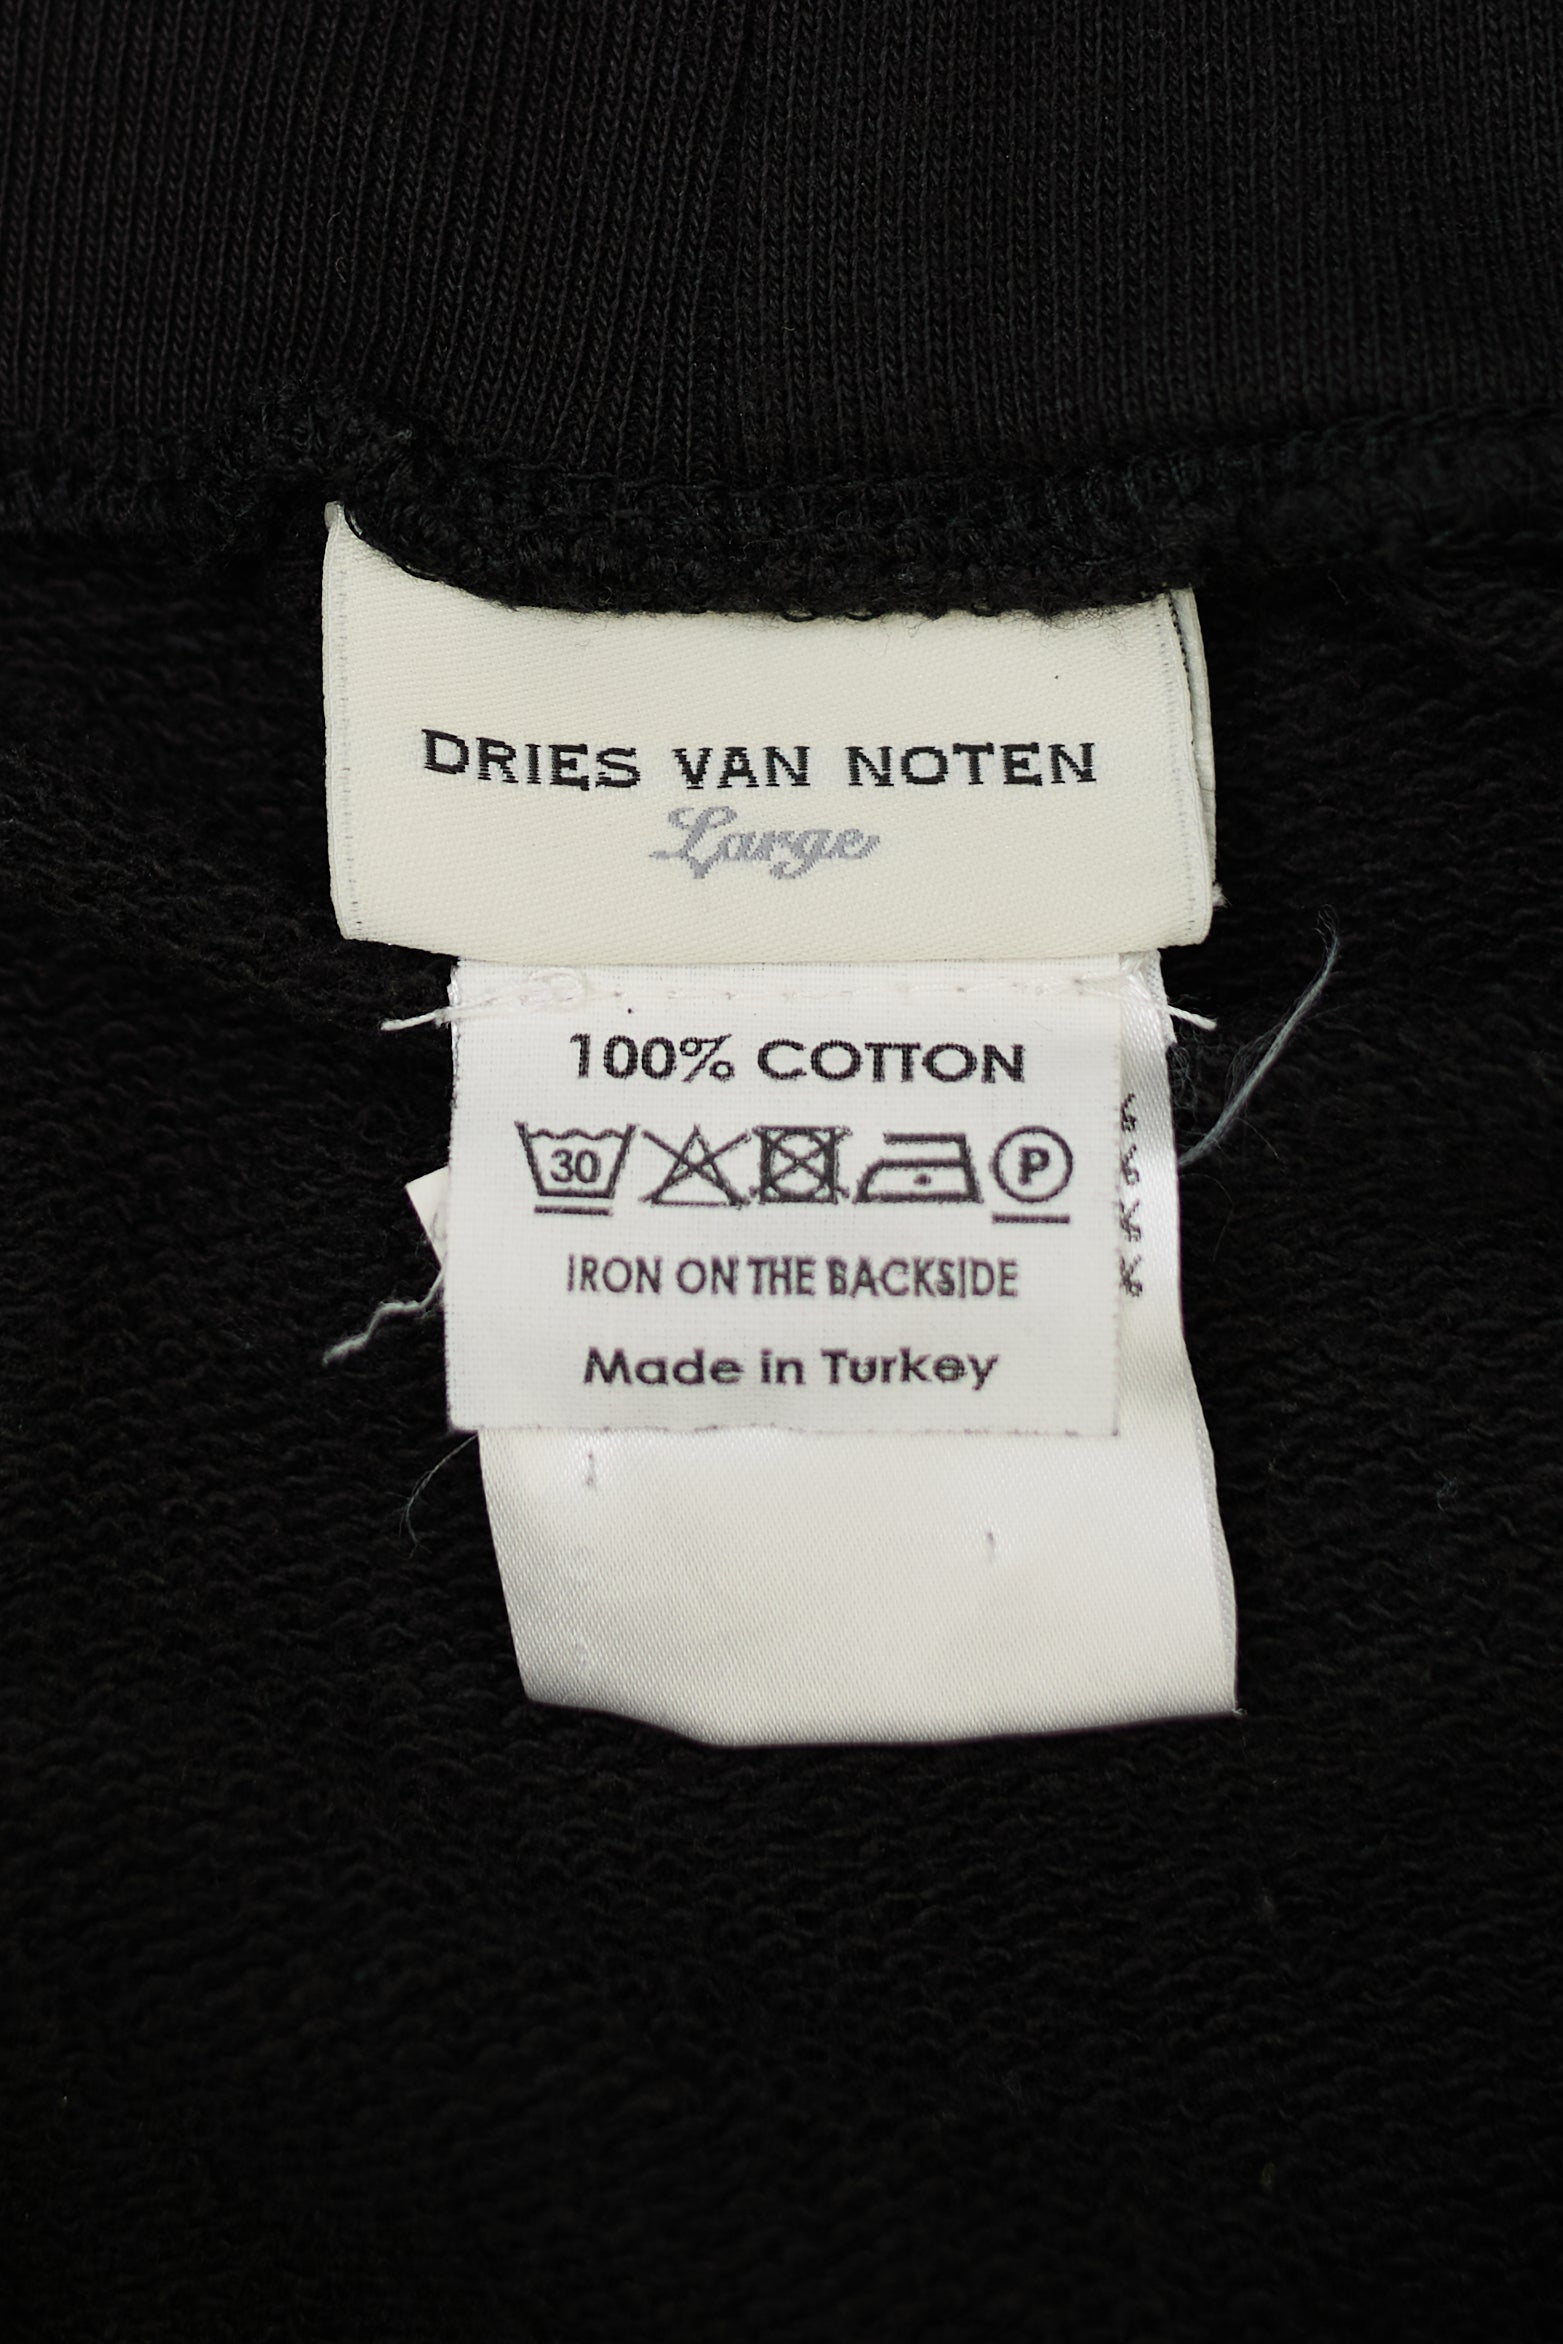 DRIES VAN NOTEN
Large
100% COTTON
30 P
IRON ON THE BACKSIDE
Made in Turkey